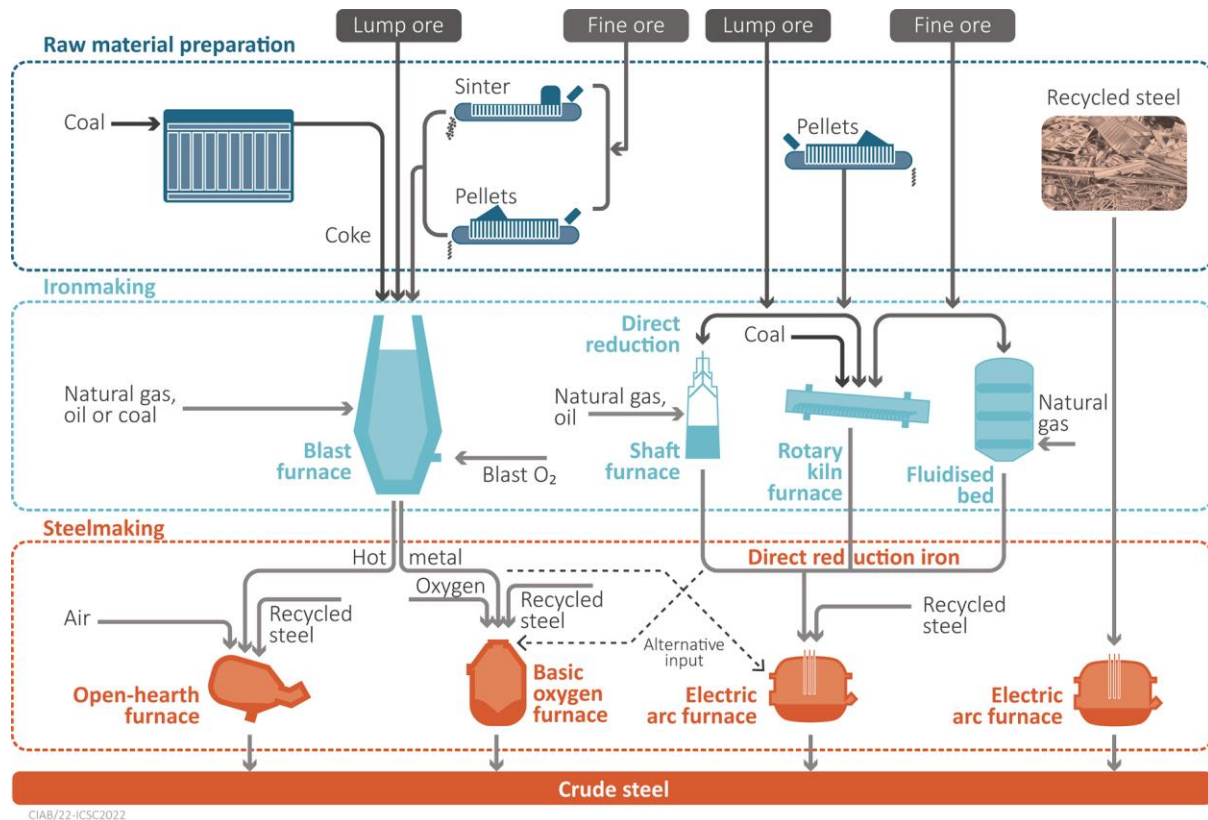 Lump ore
Fine ore
Lump ore
Fine ore
Raw material preparation
Coal
Sinter
Pellets
Coke
Pellets
Recycled steel
Ironmaking
Natural gas,
oil or coal
Blast
furnace
Blast O₂
Direct
reduction
Natural gas,
oil
Shaft
furnace
Coal
Rotary
kiln
furnace
Fluidised
bed
Natural
gas
Steelmaking
Hot metal
Direct reduction iron
Air
Recycled
steel
Oxygen
Recycled
steel
Alternative
input
Recycled
steel
Open-hearth
furnace
Basic
oxygen
furnace
Electric
arc furnace
Electric
arc furnace
Crude steel
CIAB/22-ICSC2022